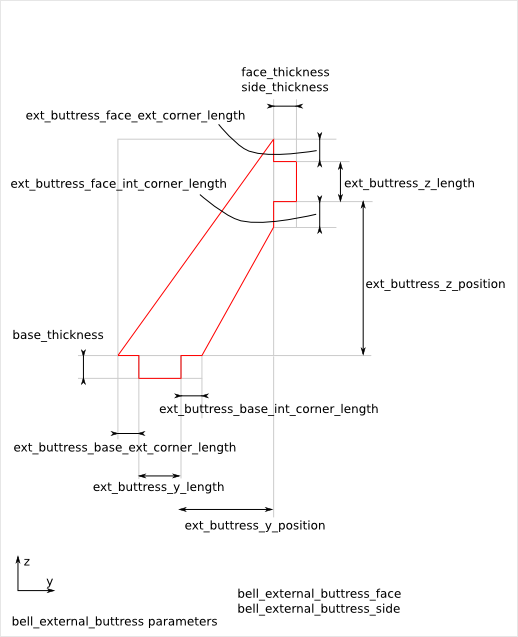 face_thickness
side_thickness
ext_buttress_face_ext_corner_length
ext_buttress_face_int_corner_length
ext_buttress_z_length
ext_buttress_z_position
base_thickness
ext_buttress_base_int_corner_length
ext_buttress_base_ext_corner_length
ext_buttress_y_length
ext_buttress_y_position
z
y
bell_external_buttress_face
bell_external_buttress_side
bell_external_buttress parameters